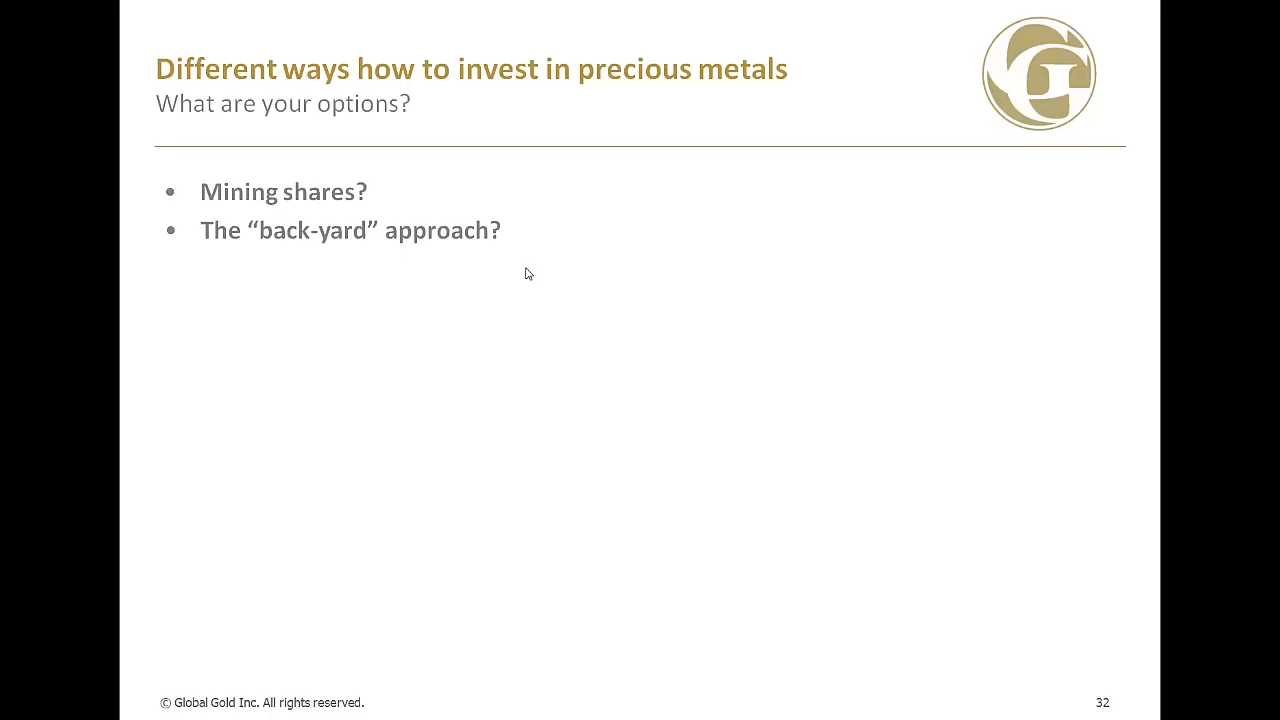 Different ways how to invest in precious metals
What are your options?
• Mining shares?
• The “back-yard” approach?
© Global Gold Inc. All rights reserved.
32